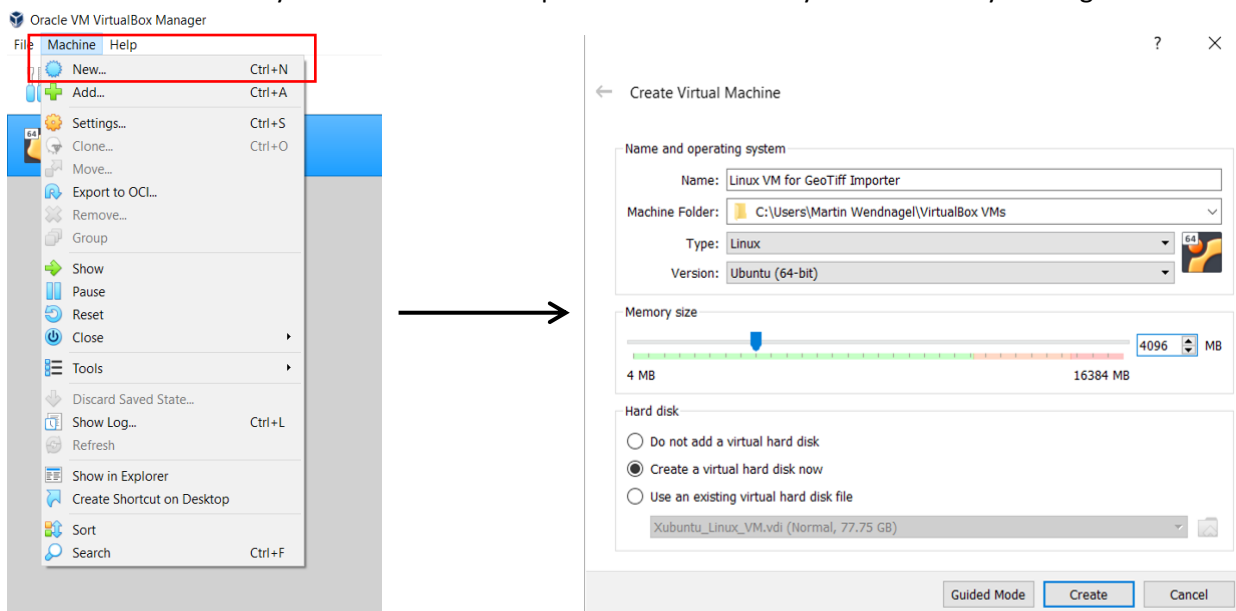 Oracle VM VirtualBox Manager
File Machine Help
New... Ctrl+N
Add... Ctrl+A
Settings... Ctrl+S
Clone... Ctrl+O
Move...
Export to OCI...
Remove...
Group
Show
Pause
Reset
Close
Tools
Discard Saved State...
Show Log... Ctrl+L
Refresh
Show in Explorer
Create Shortcut on Desktop
Sort
Search Ctrl+F
64
? ×
← Create Virtual Machine
Name and operating system
Name: Linux VM for GeoTiff Importer
Machine Folder: C:\Users\Martin Wendnagel\VirtualBox VMs
Type: Linux
64
Version: Ubuntu (64-bit)
Memory size
4096 MB
4 MB 16384 MB
Hard disk
Do not add a virtual hard disk
Create a virtual hard disk now
Use an existing virtual hard disk file
Xubuntu_Linux_VM.vdi (Normal, 77.75 GB)
Guided Mode Create Cancel